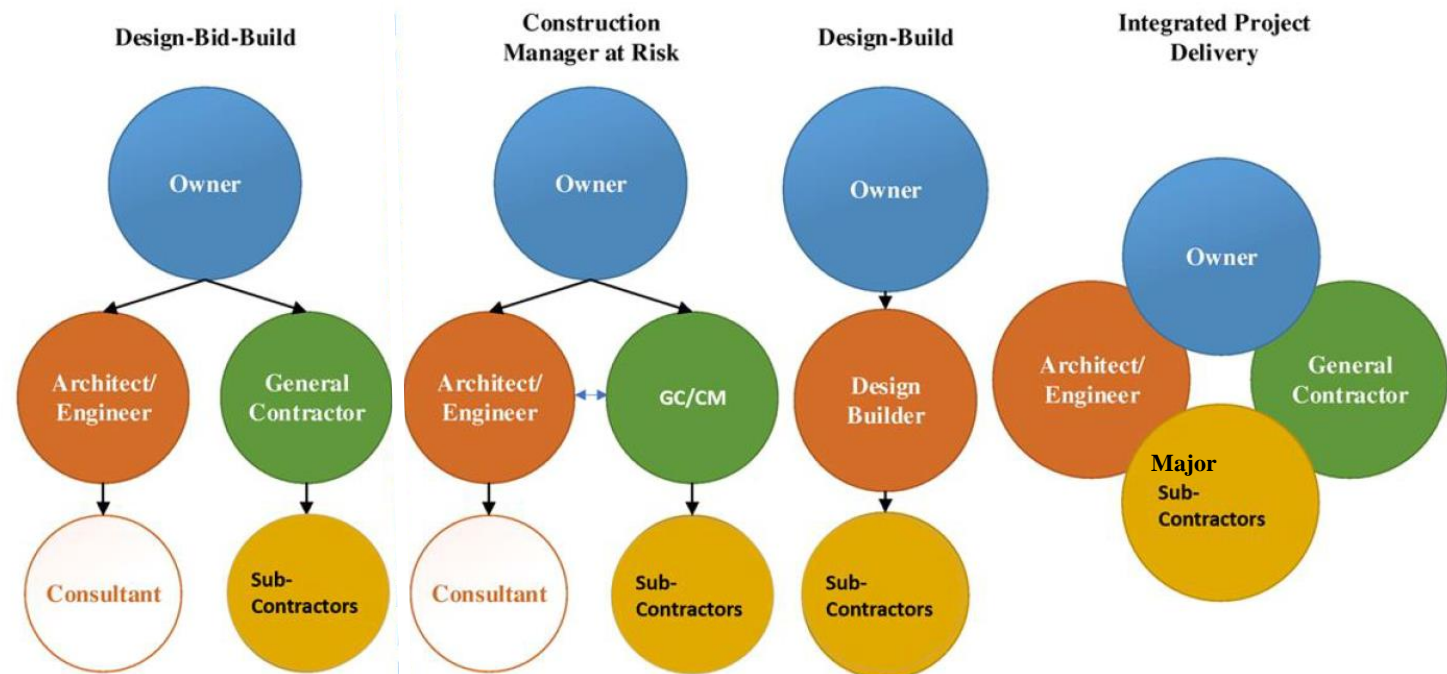 Design-Bid-Build
Owner
Architect/
Engineer
General
Contractor
Consultant
Sub-
Contractors
Construction
Manager at Risk
Owner
Architect/
Engineer
GC/CM
Consultant
Sub-
Contractors
Design-Build
Owner
Design
Builder
Sub-
Contractors
Integrated Project
Delivery
Owner
Architect/
Engineer
General
Contractor
Major
Sub-
Contractors